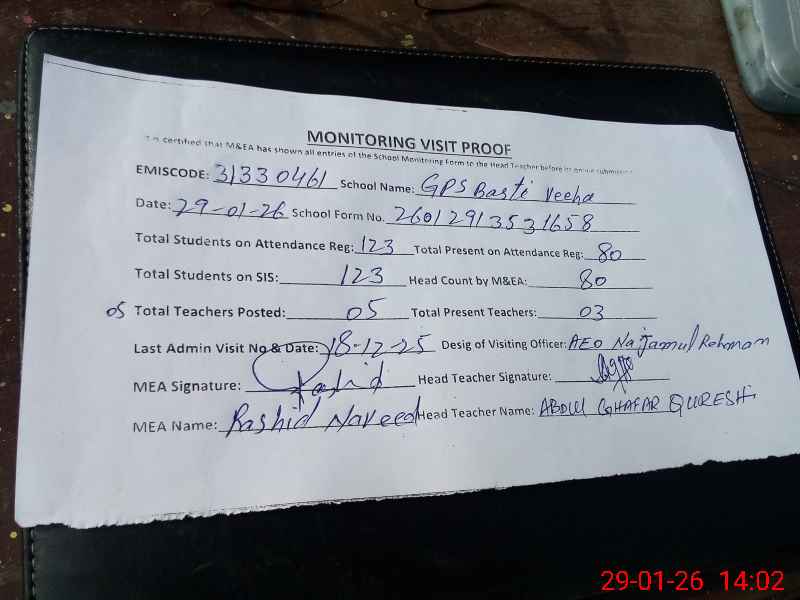 MONITORING VISIT PROOF
certified that M&EA has shown all entries of the School Monitoring Form to the Head Teacher before its online submission
EMISCODE: 31330461 School Name: GPS Basti Veeha
Date: 29-01-26 School Form No. 2601291353 1658
Total Students on Attendance Reg: 123 Total Present on Attendance Reg: 80
Total Students on SIS: 123 Head Count by M&EA: 80
05 Total Teachers Posted: 05 Total Present Teachers: 03
Last Admin Visit No & Date: 18-12-25 Desig of Visiting Officer: AEO Najamul Rehman
MEA Signature: Rashid Head Teacher Signature:
MEA Name: Rashid Naveed Head Teacher Name: ABDUL GHAFAR QURESHI
29-01-26 14:02